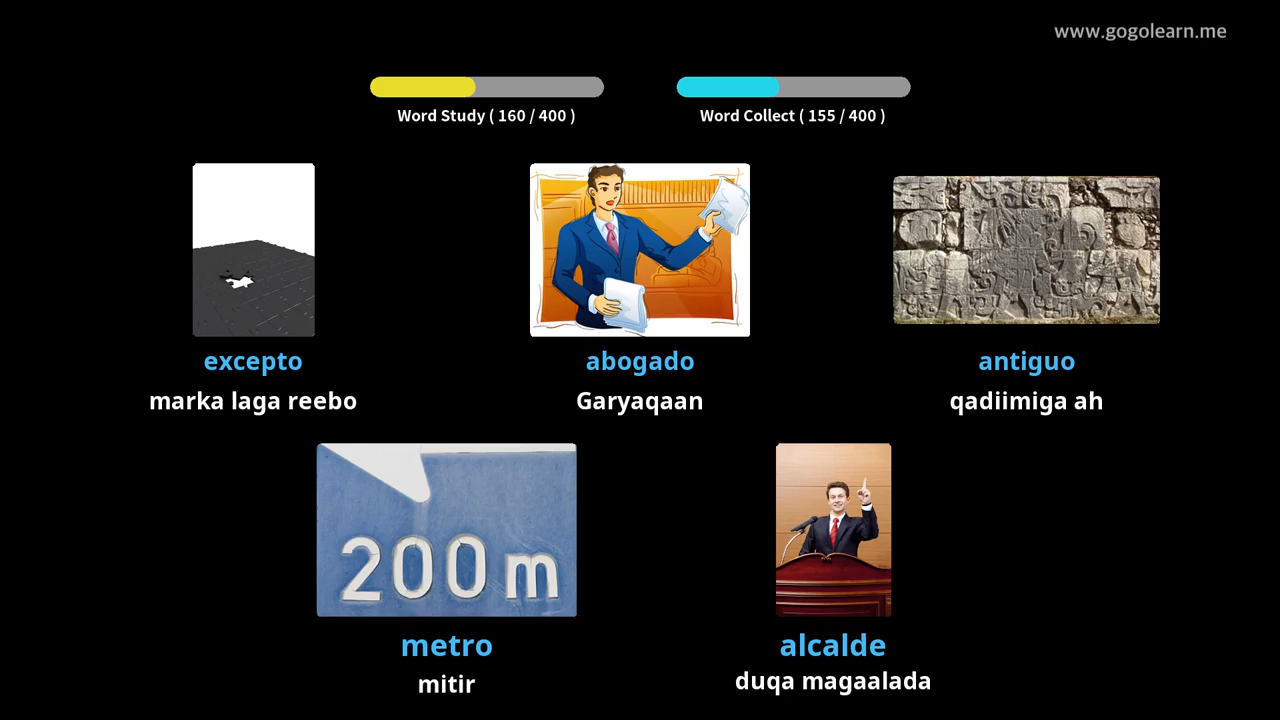 www.gogolearn.me
Word Study ( 160 / 400 )
Word Collect ( 155 / 400 )
excepto
marka laga reebo
abogado
Garyaqaan
antiguo
qadiimiga ah
200 m
metro
mitir
alcalde
duqa magaalada